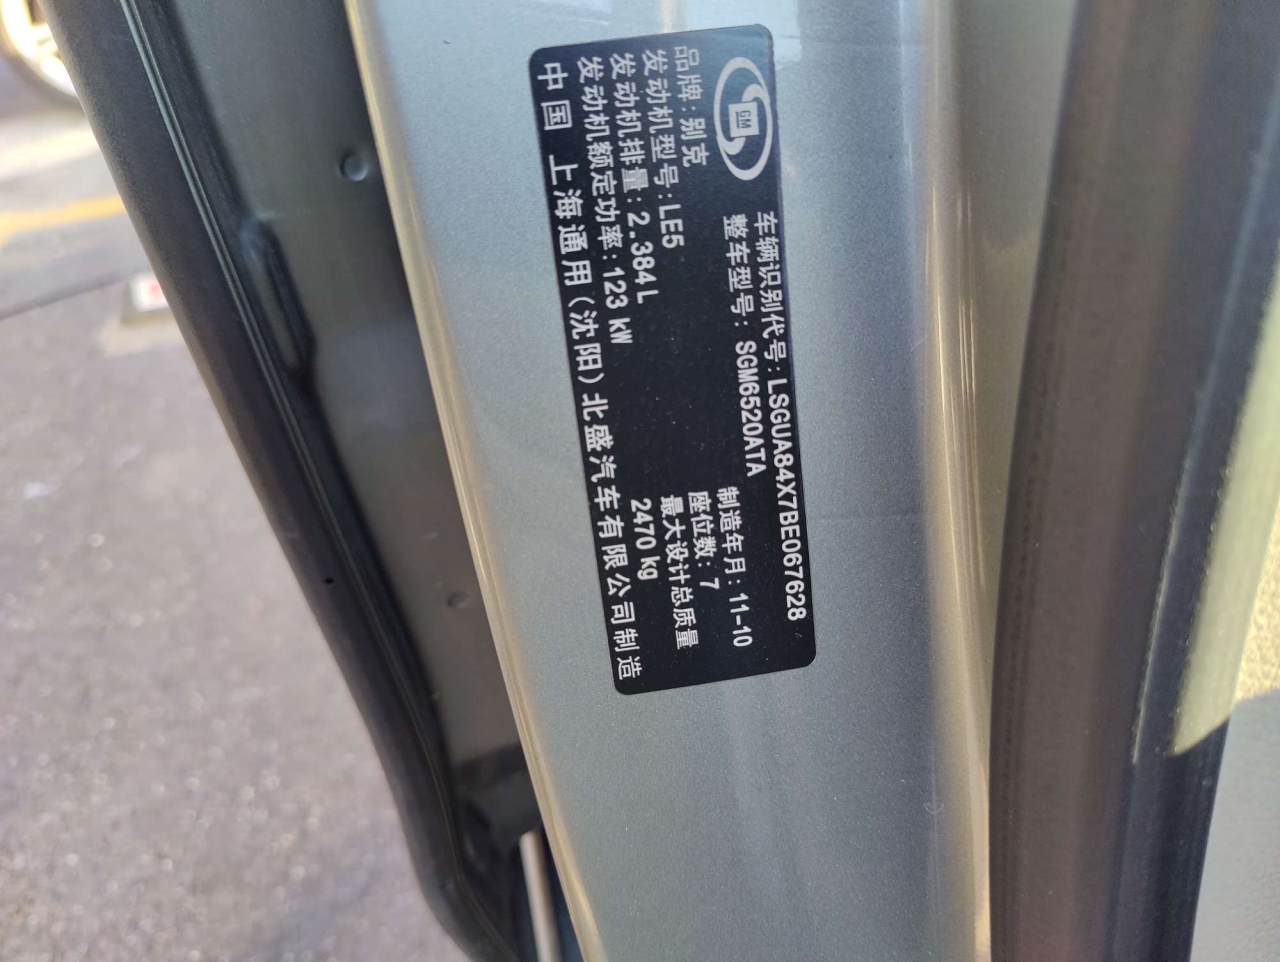 GM
车辆识别代号:LSGUA84X7BE067628
整车型号:SGM6520ATA
品牌:别克
制造年月:11-10
发动机型号:LE5
座位数:7
发动机排量:2.384L
最大设计总质量
发动机额定功率:123 kW
2470 kg
中国 上海通用(沈阳)北盛汽车有限公司制造